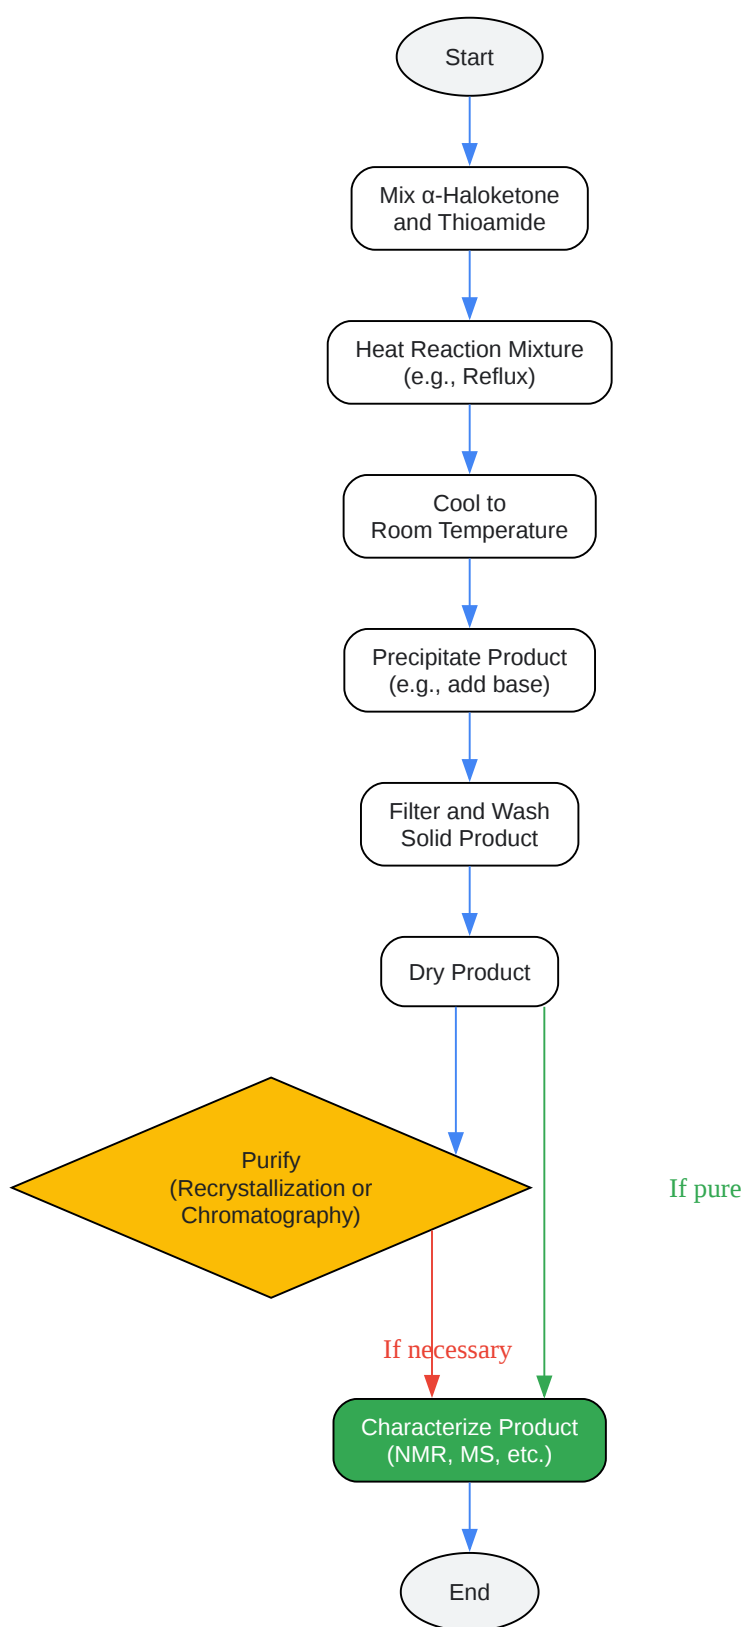 Start
Mix α-Haloketone
and Thioamide
Heat Reaction Mixture
(e.g., Reflux)
Cool to
Room Temperature
Precipitate Product
(e.g., add base)
Filter and Wash
Solid Product
Dry Product
Purify
(Recrystallization or
Chromatography)
If pure
If necessary
Characterize Product
(NMR, MS, etc.)
End